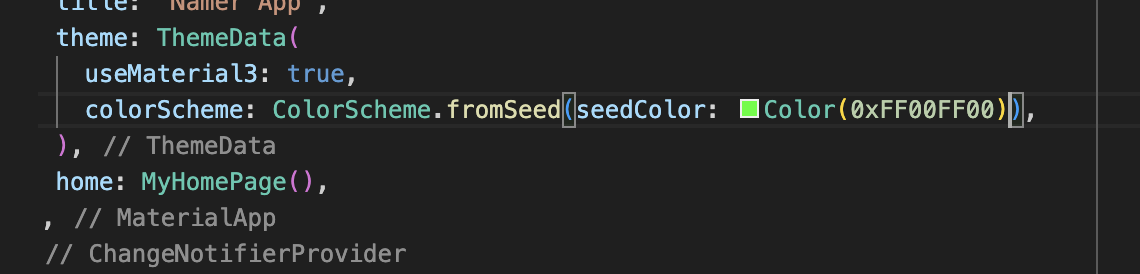 title: 'Namer App',
theme: ThemeData(
useMaterial3: true,
colorScheme: ColorScheme.fromSeed(seedColor: Color(0xFF00FF00)),
), // ThemeData
home: MyHomePage(),
, // MaterialApp
// ChangeNotifierProvider